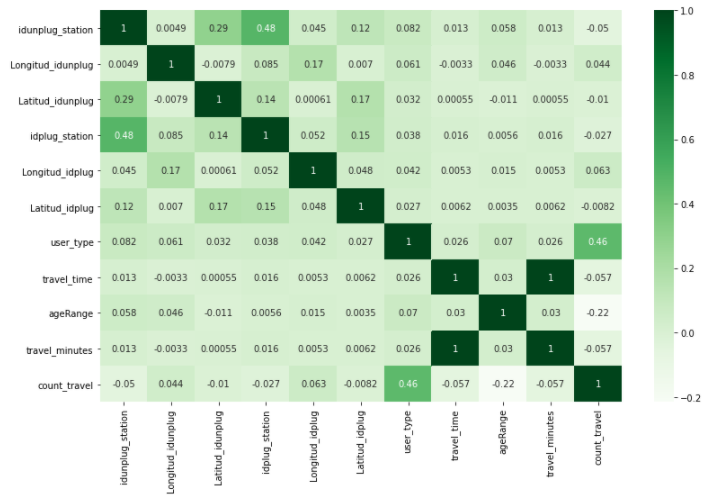 idunplug_station 1 0.0049 0.29 0.48 0.045 0.12 0.082 0.013 0.058 0.013 -0.05
Longitud_idunplug 0.0049 1 -0.0079 0.085 0.17 0.007 0.061 -0.0033 0.046 -0.0033 0.044
Latitud_idunplug 0.29 -0.0079 1 0.14 0.00061 0.17 0.032 0.00055 -0.011 0.00055 -0.01
idplug_station 0.48 0.085 0.14 1 0.052 0.15 0.038 0.016 0.0056 0.016 -0.027
Longitud_idplug 0.045 0.17 0.00061 0.052 1 0.048 0.042 0.0053 0.015 0.0053 0.063
Latitud_idplug 0.12 0.007 0.17 0.15 0.048 1 0.027 0.0062 0.0035 0.0062 -0.0082
user_type 0.082 0.061 0.032 0.038 0.042 0.027 1 0.026 0.07 0.026 0.46
travel_time 0.013 -0.0033 0.00055 0.016 0.0053 0.0062 0.026 1 0.03 1 -0.057
ageRange 0.058 0.046 -0.011 0.0056 0.015 0.0035 0.07 0.03 1 0.03 -0.22
travel_minutes 0.013 -0.0033 0.00055 0.016 0.0053 0.0062 0.026 1 0.03 1 -0.057
count_travel -0.05 0.044 -0.01 -0.027 0.063 -0.0082 0.46 -0.057 -0.22 -0.057 1
idunplug_station
Longitud_idunplug
Latitud_idunplug
idplug_station
Longitud_idplug
Latitud_idplug
user_type
travel_time
ageRange
travel_minutes
count_travel
1.0
0.8
0.6
0.4
0.2
0.0
-0.2